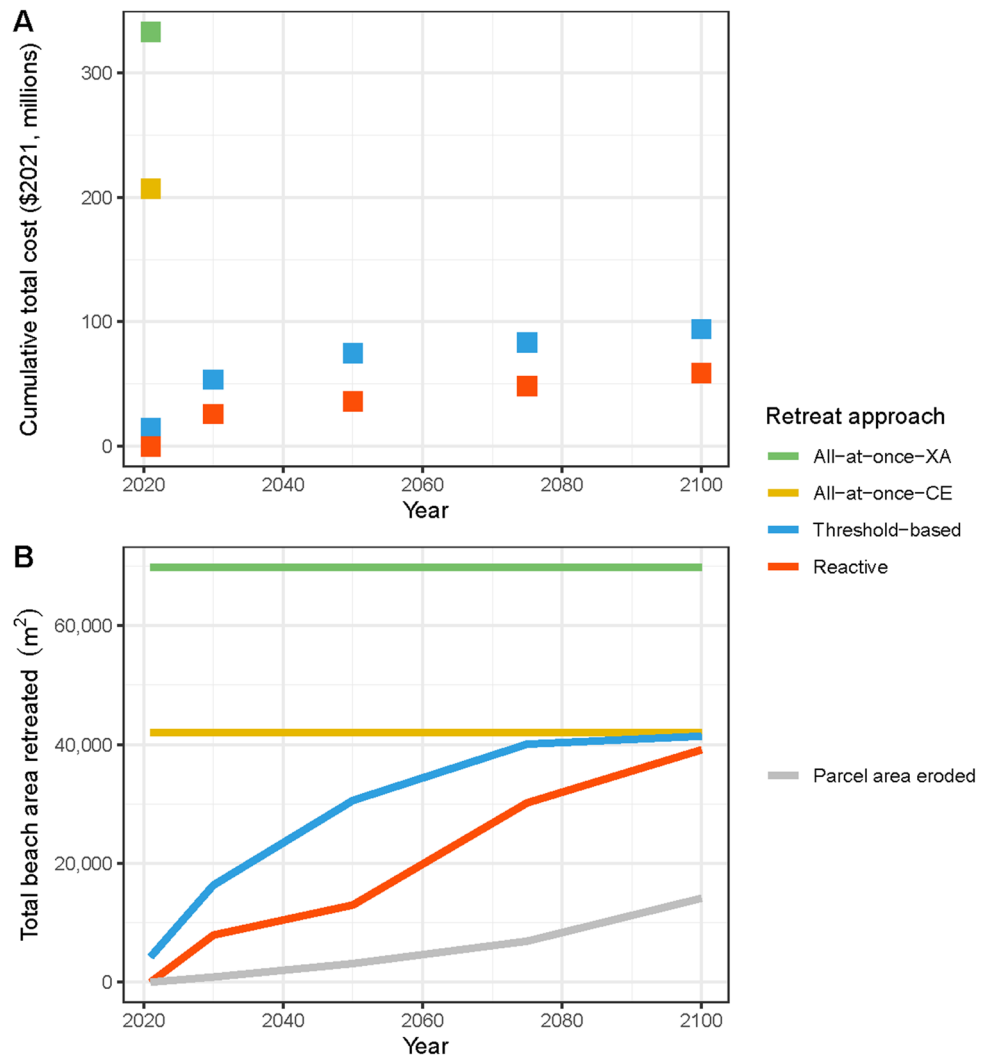 A
Cumulative total cost ($2021, millions)
300
200
100
0
2020 2040 2060 2080 2100
Year
Retreat approach
All−at−once−XA
All−at−once−CE
Threshold−based
Reactive
B
Total beach area retreated (m²)
60,000
40,000
20,000
0
2020 2040 2060 2080 2100
Year
Parcel area eroded